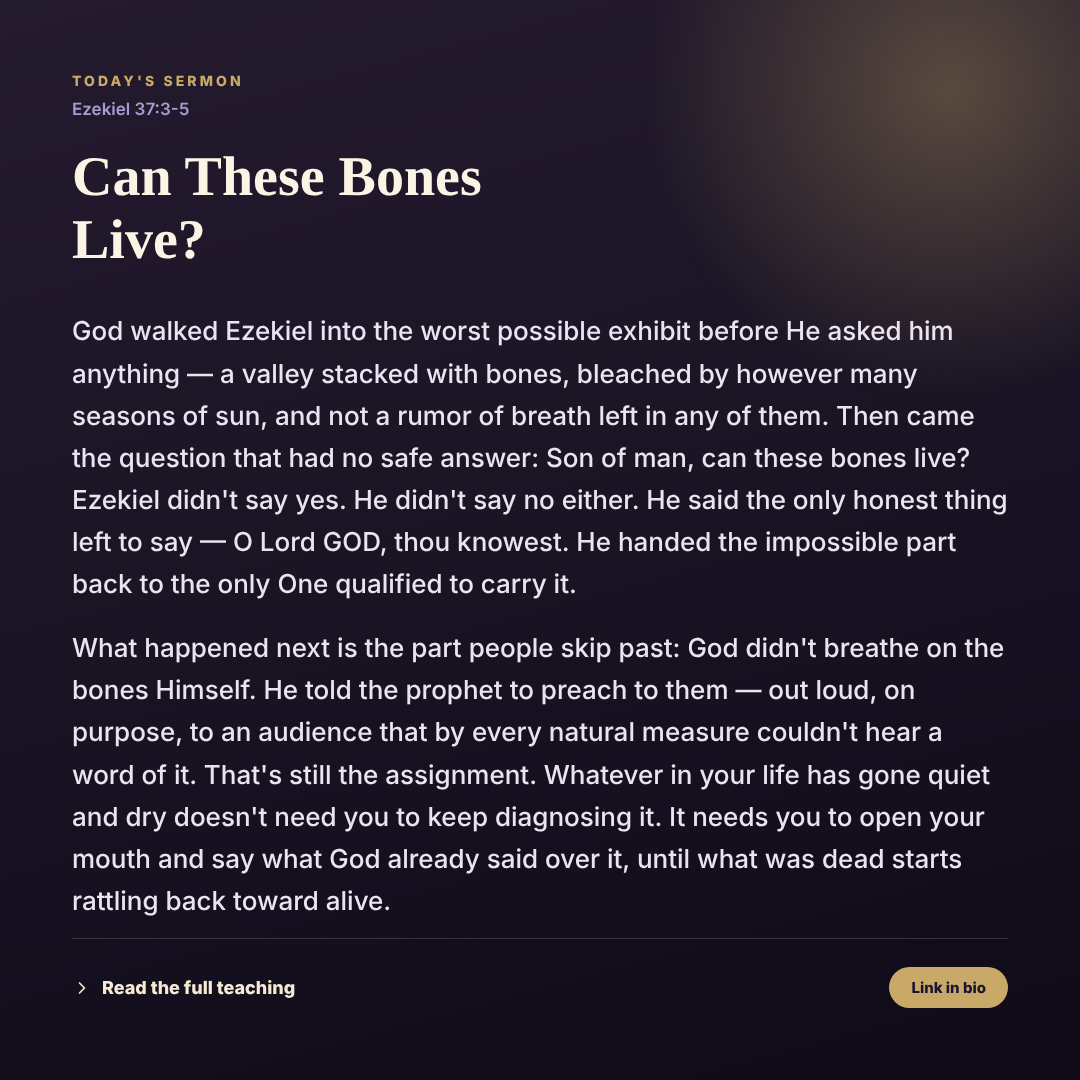 TODAY'S SERMON
Ezekiel 37:3-5
Can These Bones
Live?
God walked Ezekiel into the worst possible exhibit before He asked him
anything — a valley stacked with bones, bleached by however many
seasons of sun, and not a rumor of breath left in any of them. Then came
the question that had no safe answer: Son of man, can these bones live?
Ezekiel didn't say yes. He didn't say no either. He said the only honest thing
left to say — O Lord GOD, thou knowest. He handed the impossible part
back to the only One qualified to carry it.
What happened next is the part people skip past: God didn't breathe on the
bones Himself. He told the prophet to preach to them — out loud, on
purpose, to an audience that by every natural measure couldn't hear a
word of it. That's still the assignment. Whatever in your life has gone quiet
and dry doesn't need you to keep diagnosing it. It needs you to open your
mouth and say what God already said over it, until what was dead starts
rattling back toward alive.
Read the full teaching
Link in bio